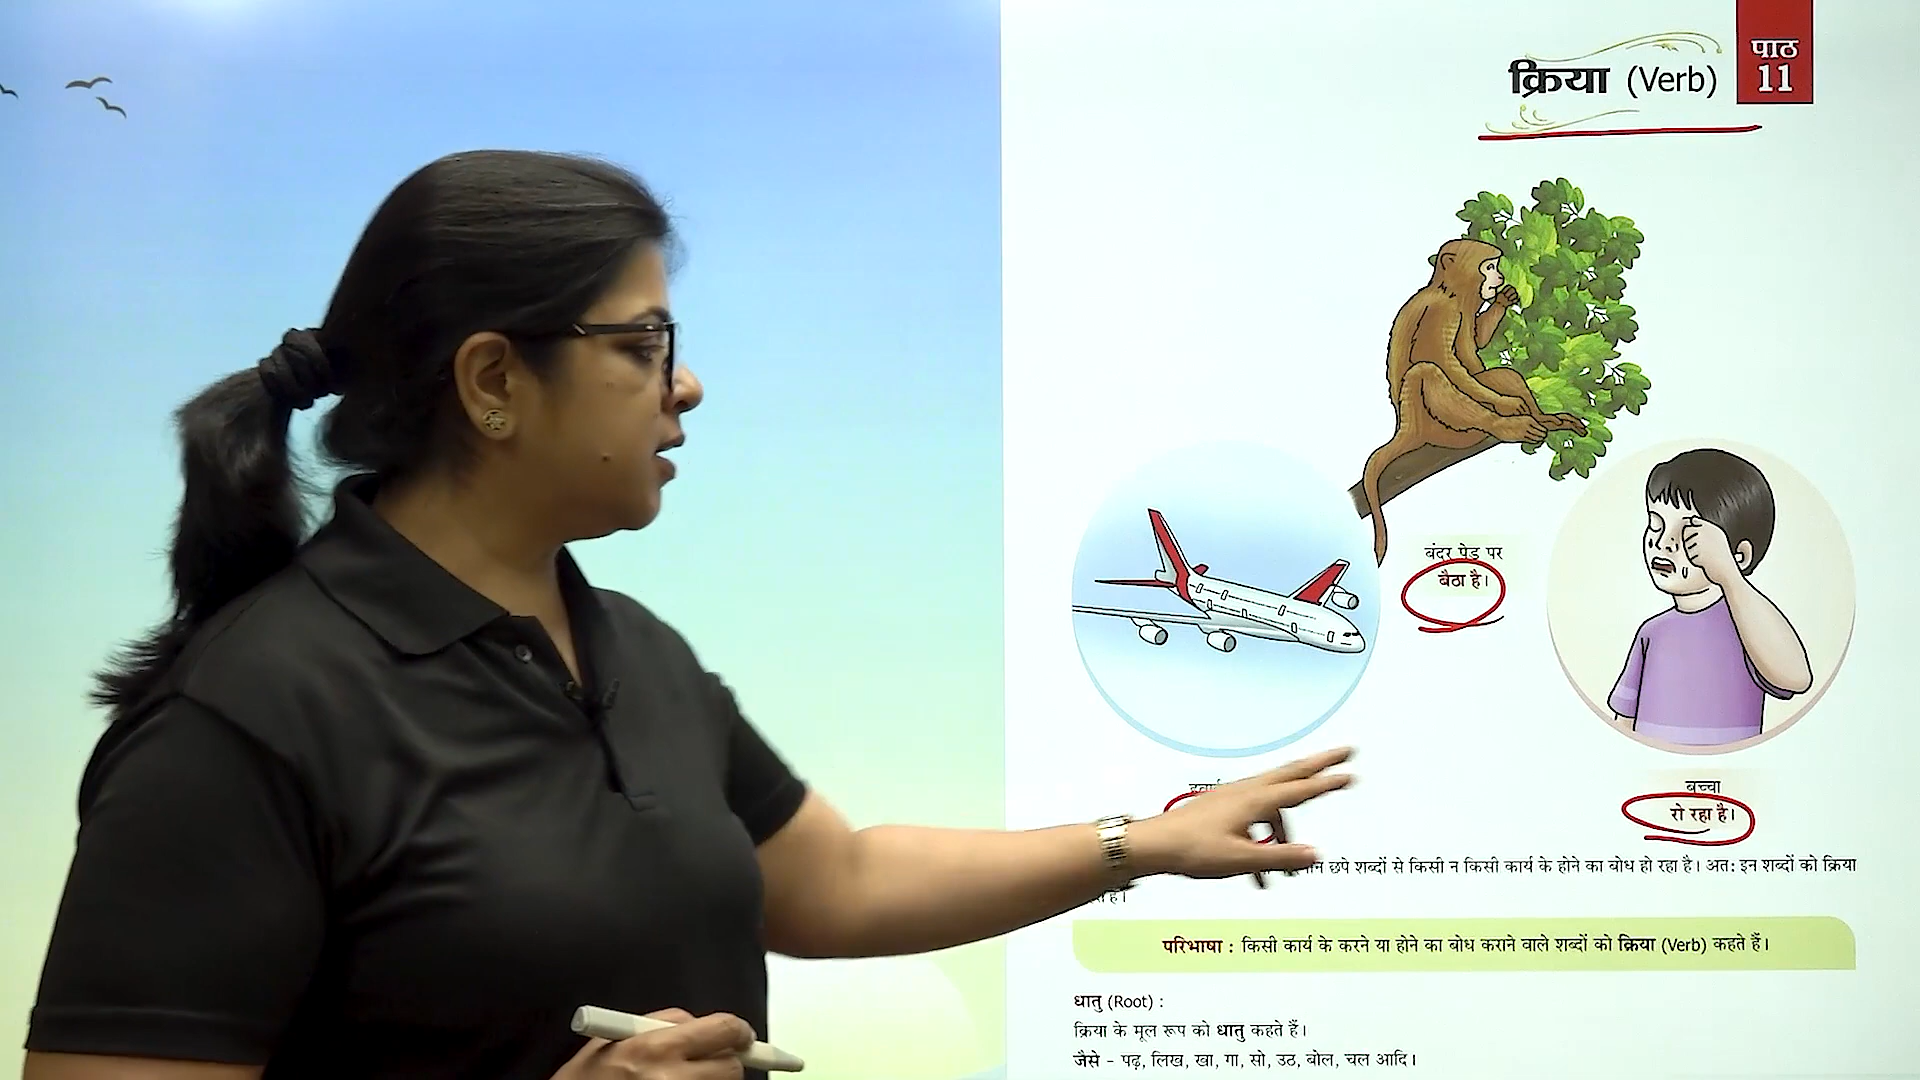 क्रिया (Verb)
पाठ
11
बंदर पेड़ पर
बैठा है।
बच्चा
रो रहा है।
छपे शब्दों से किसी न किसी कार्य के होने का बोध हो रहा है। अतः इन शब्दों को क्रिया
परिभाषा : किसी कार्य के करने या होने का बोध कराने वाले शब्दों को क्रिया (Verb) कहते हैं।
धातु (Root) :
क्रिया के मूल रूप को धातु कहते हैं।
जैसे - पढ़, लिख, खा, गा, सो, उठ, बोल, चल आदि।